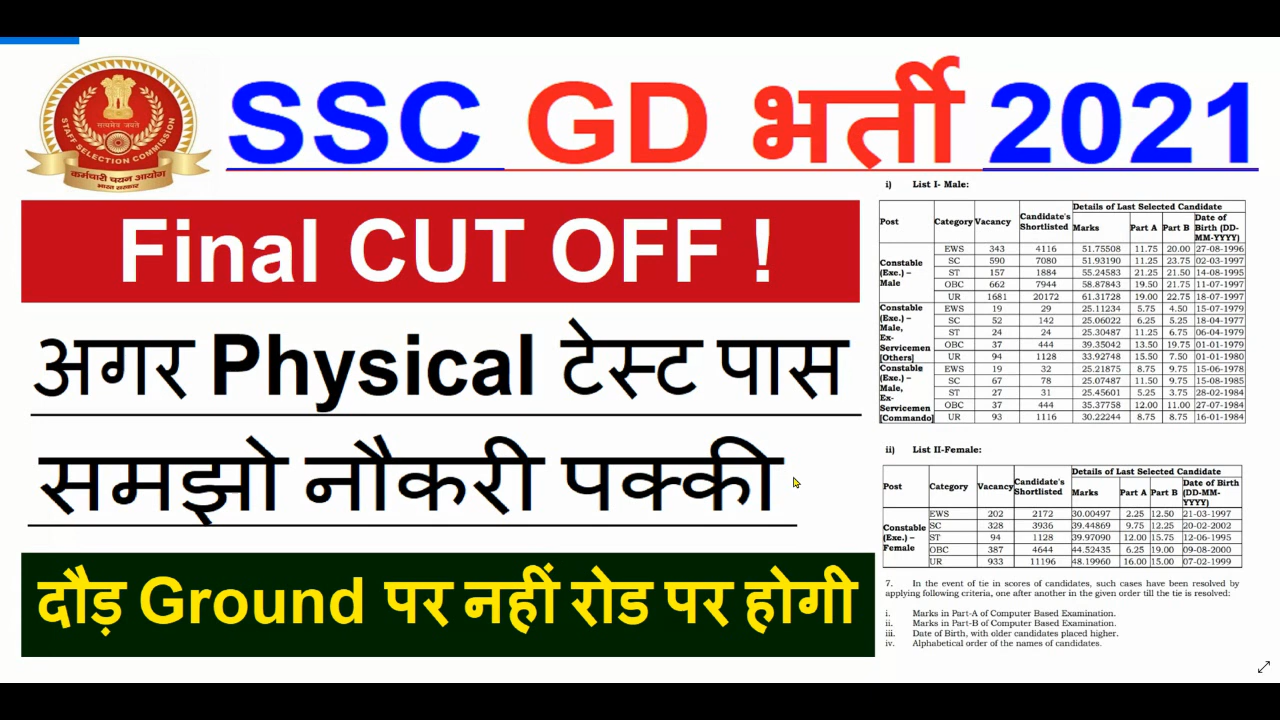 SSC GD भर्ती 2021
सत्यमेव जयते
STAFF SELECTION COMMISSION
कर्मचारी चयन आयोग
भारत सरकार
Final CUT OFF !
अगर Physical टेस्ट पास
समझो नौकरी पक्की
दौड़ Ground पर नहीं रोड पर होगी
i) List I- Male:
Post Category Vacancy Candidate's Shortlisted Details of Last Selected Candidate
Marks Part A Part B Date of Birth (DD-MM-YYYY)
Constable (Exe.) – Male
EWS 343 4116 51.75508 11.75 20.00 27-08-1996
SC 590 7080 51.93190 11.25 23.75 02-03-1997
ST 157 1884 55.24583 21.25 21.50 14-08-1995
OBC 662 7944 58.87843 19.50 21.75 11-07-1997
UR 1681 20172 61.31728 19.00 22.75 18-07-1997
Constable (Exe.) – Male, Ex-Servicemen [Others]
EWS 19 29 25.11234 5.75 4.50 15-07-1979
SC 52 142 25.06022 6.25 5.25 18-04-1977
ST 24 24 25.30487 11.25 6.75 06-04-1979
OBC 37 444 39.35042 13.50 19.75 01-01-1979
UR 94 1128 33.92748 15.50 7.50 01-01-1980
Constable (Exe.) – Male, Ex-Servicemen [Commando]
EWS 19 32 25.21875 8.75 9.75 15-06-1978
SC 67 78 25.07487 11.50 9.75 15-08-1985
ST 27 31 25.45601 5.25 3.75 28-02-1984
OBC 37 444 35.37758 12.00 11.00 27-07-1984
UR 93 1116 30.22244 8.75 8.75 16-01-1984
ii) List II-Female:
Post Category Vacancy Candidate's Shortlisted Details of Last Selected Candidate
Marks Part A Part B Date of Birth (DD-MM-YYYY)
Constable (Exe.) – Female
EWS 202 2172 30.00497 2.25 12.50 21-03-1997
SC 328 3936 39.44869 9.75 12.25 20-02-2002
ST 94 1128 39.97090 12.00 15.75 12-06-1995
OBC 387 4644 44.52435 6.25 19.00 09-08-2000
UR 933 11196 48.19960 16.00 15.00 07-02-1999
7. In the event of tie in scores of candidates, such cases have been resolved by
applying following criteria, one after another in the given order till the tie is resolved:
i. Marks in Part-A of Computer Based Examination.
ii. Marks in Part-B of Computer Based Examination.
iii. Date of Birth, with older candidates placed higher.
iv. Alphabetical order of the names of candidates.